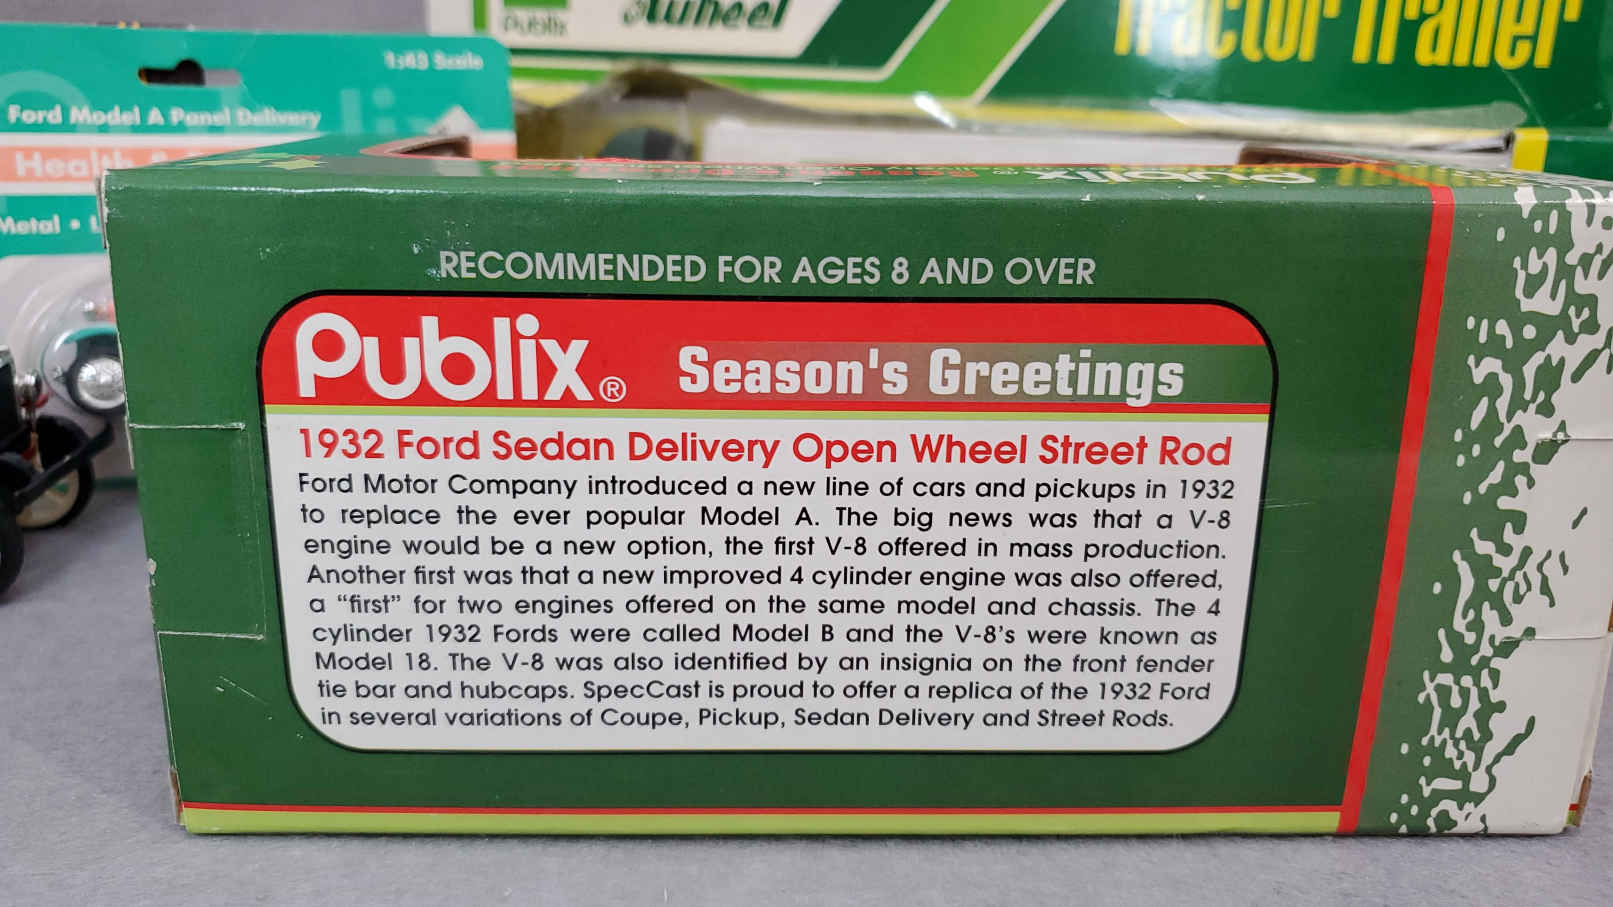 Publix
Wheel
Tractor Trailer
1:43 Scale
Ford Model A Panel Delivery
Health &
Metal •
Publix®
RECOMMENDED FOR AGES 8 AND OVER
Publix® Season's Greetings
1932 Ford Sedan Delivery Open Wheel Street Rod
Ford Motor Company introduced a new line of cars and pickups in 1932
to replace the ever popular Model A. The big news was that a V-8
engine would be a new option, the first V-8 offered in mass production.
Another first was that a new improved 4 cylinder engine was also offered,
a “first” for two engines offered on the same model and chassis. The 4
cylinder 1932 Fords were called Model B and the V-8’s were known as
Model 18. The V-8 was also identified by an insignia on the front fender
tie bar and hubcaps. SpecCast is proud to offer a replica of the 1932 Ford
in several variations of Coupe, Pickup, Sedan Delivery and Street Rods.